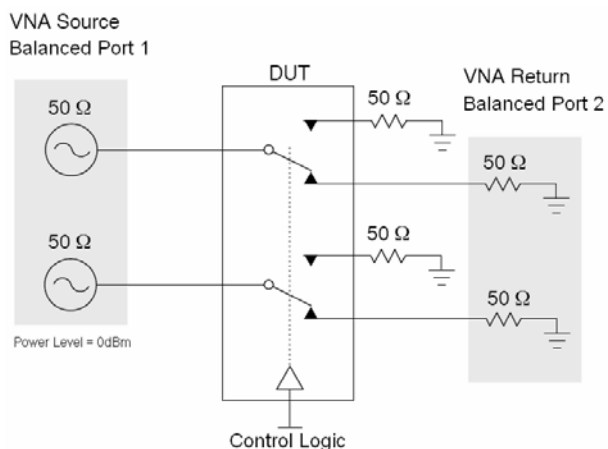 VNA Source
Balanced Port 1
DUT
VNA Return
Balanced Port 2
50 Ω
50 Ω
50 Ω
50 Ω
50 Ω
50 Ω
Power Level = 0dBm
Control Logic